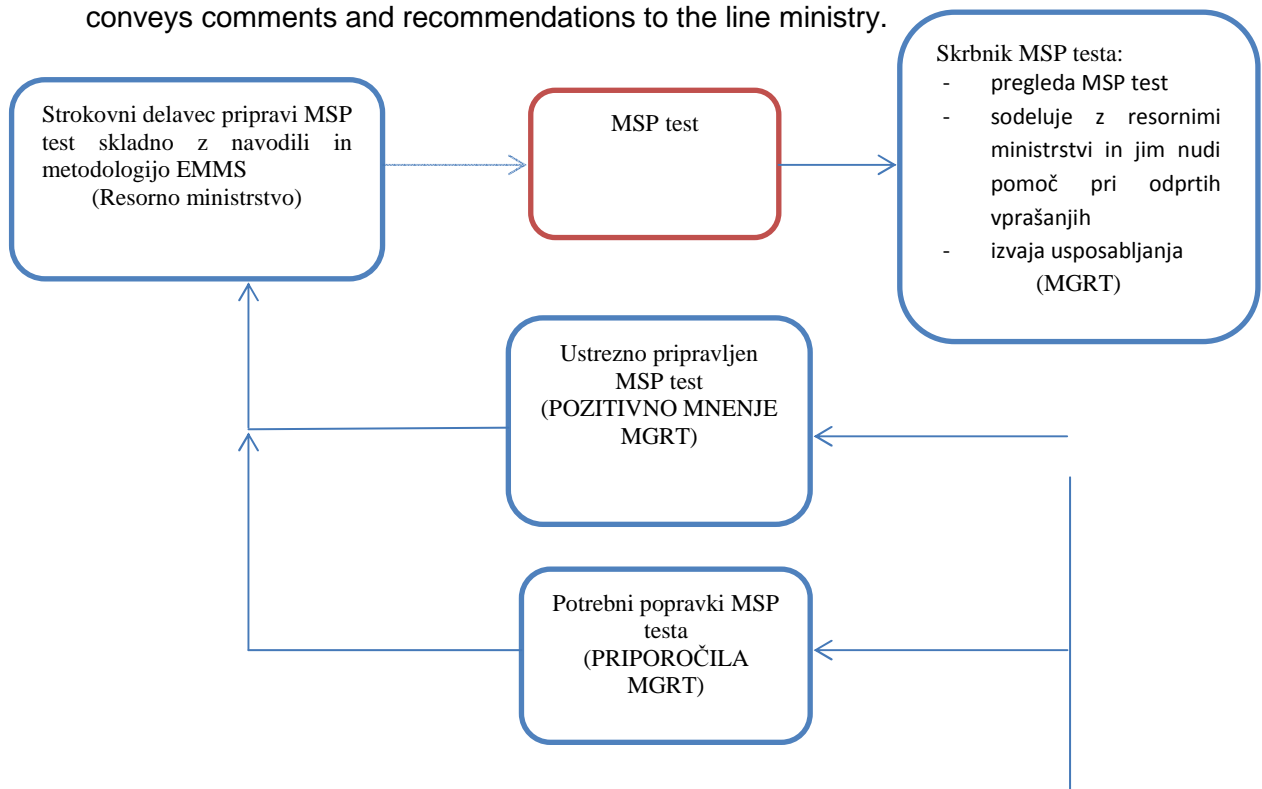 conveys comments and recommendations to the line ministry.
Strokovni delavec pripravi MSP
test skladno z navodili in
metodologijo EMMS
(Resorno ministrstvo)
MSP test
Skrbnik MSP testa:
- pregleda MSP test
- sodeluje z resornimi
ministrstvi in jim nudi
pomoč pri odprtih
vprašanjih
- izvaja usposabljanja
(MGRT)
Ustrezno pripravljen
MSP test
(POZITIVNO MNENJE
MGRT)
Potrebni popravki MSP
testa
(PRIPOROČILA
MGRT)